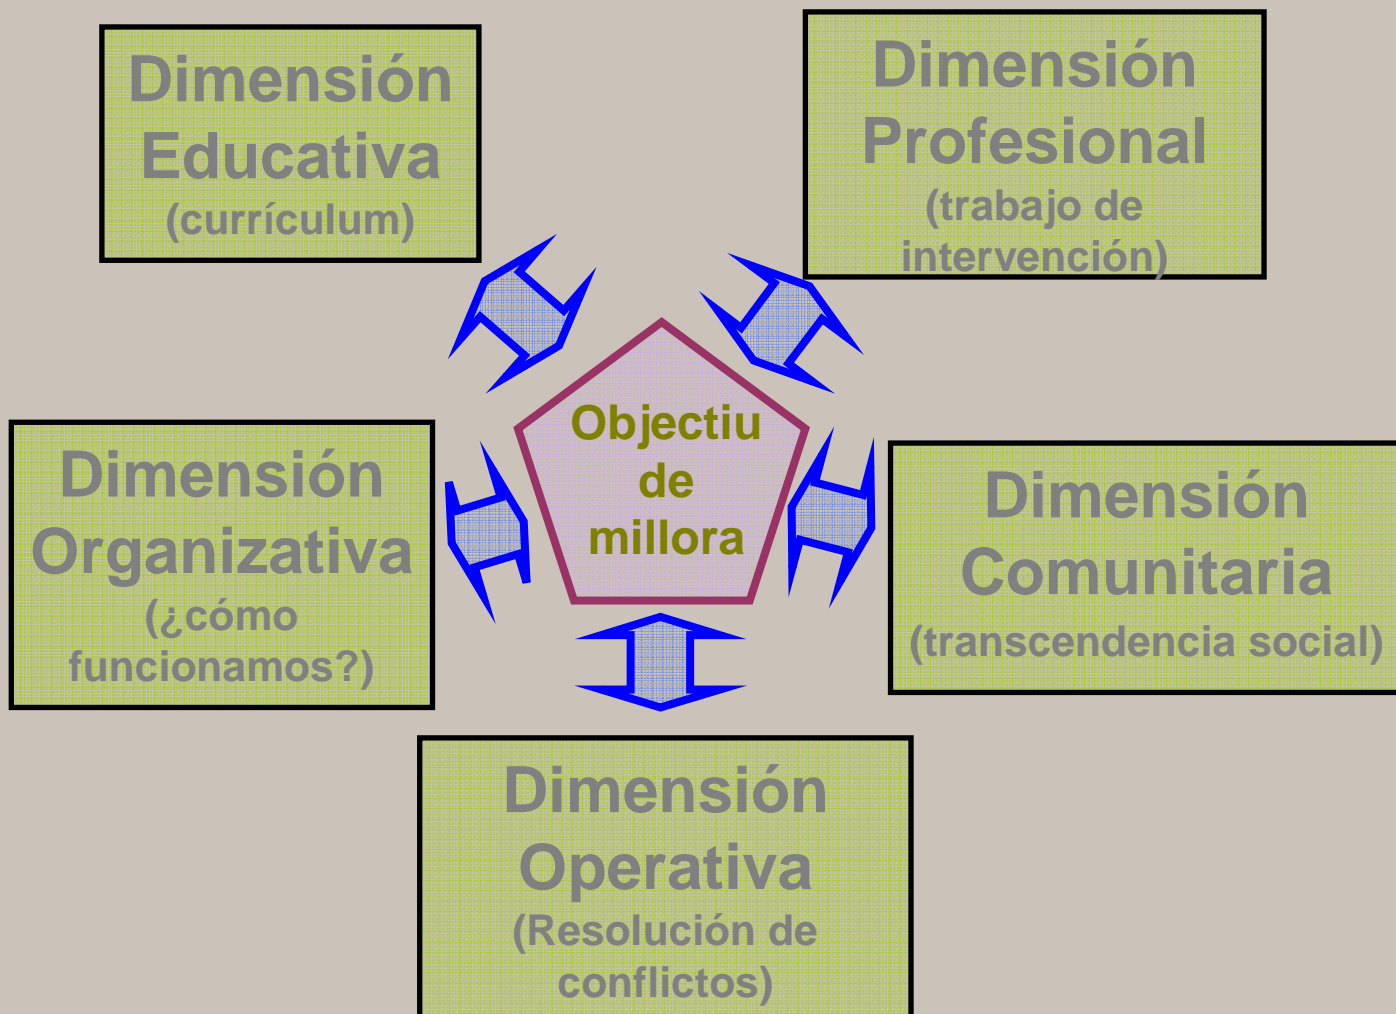 Dimensión
Educativa
(currículum)
Dimensión
Profesional
(trabajo de
intervención)
Objectiu
de
millora
Dimensión
Organizativa
(¿cómo
funcionamos?)
Dimensión
Comunitaria
(transcendencia social)
Dimensión
Operativa
(Resolución de
conflictos)